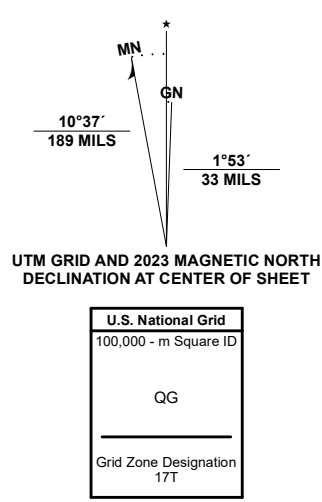 MN
GN
10°37´
189 MILS
1°53´
33 MILS
UTM GRID AND 2023 MAGNETIC NORTH
DECLINATION AT CENTER OF SHEET
U.S. National Grid
100,000 - m Square ID
QG
Grid Zone Designation
17T